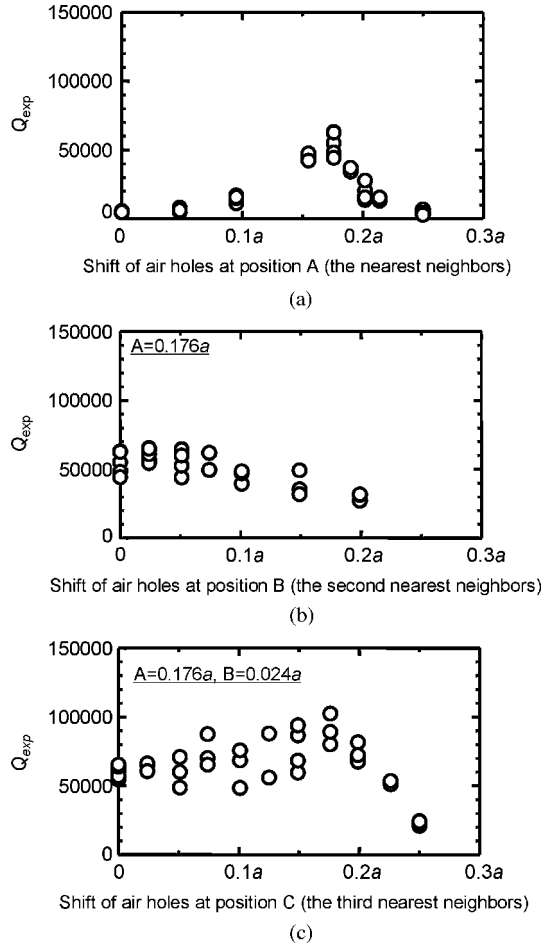 150000
100000
50000
0
Qexp
0 0.1a 0.2a 0.3a
Shift of air holes at position A (the nearest neighbors)
(a)
150000
A=0.176a
100000
50000
0
Qexp
0 0.1a 0.2a 0.3a
Shift of air holes at position B (the second nearest neighbors)
(b)
150000
A=0.176a, B=0.024a
100000
50000
0
Qexp
0 0.1a 0.2a 0.3a
Shift of air holes at position C (the third nearest neighbors)
(c)